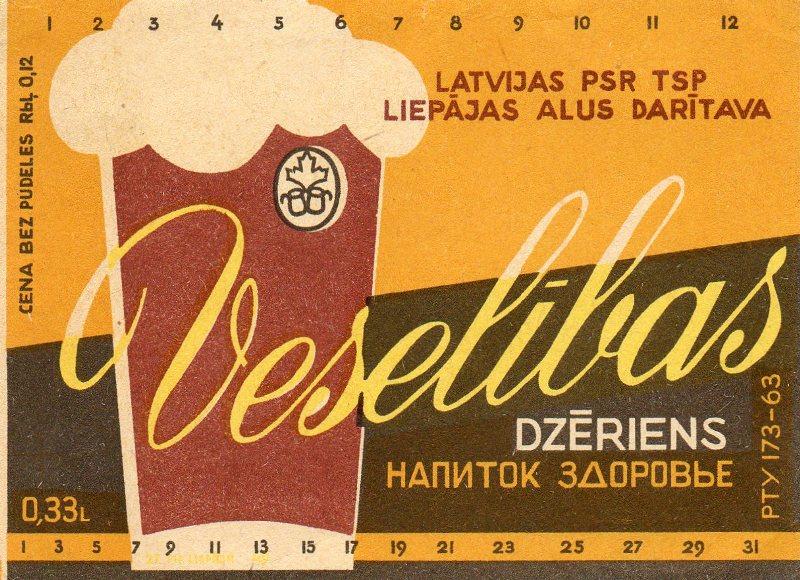 1 2 3 4 5 6 7 8 9 10 11 12
LATVIJAS PSR TSP
LIEPĀJAS ALUS DARĪTAVA
CENA BEZ PUDELES Rbļ, 0,12
Veselības
DZĒRIENS
НАПИТОК ЗДОРОВЬЕ
РТУ 173-63
0,33L
1 3 5 7 9 11 13 15 17 19 21 23 25 27 29 31